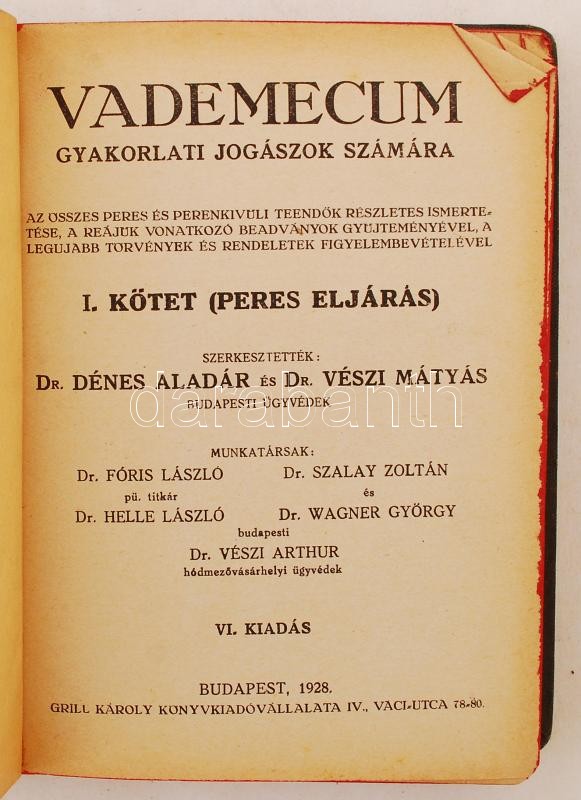 VADEMECUM
GYAKORLATI JOGÁSZOK SZÁMÁRA
AZ ÖSSZES PERES ÉS PERENKIVÜLI TEENDŐK RÉSZLETES ISMERTE-
TÉSE, A REÁJUK VONATKOZÓ BEADVÁNYOK GYÜJTEMÉNYÉVEL, A
LEGUJABB TÖRVÉNYEK ÉS RENDELETEK FIGYELEMBEVÉTELÉVEL
I. KÖTET (PERES ELJÁRÁS)
SZERKESZTETTÉK:
DR. DÉNES ALADÁR ÉS DR. VÉSZI MÁTYÁS
BUDAPESTI ÜGYVÉDEK
darabanth
MUNKATÁRSAK:
Dr. FÓRIS LÁSZLÓ Dr. SZALAY ZOLTÁN
pü. titkár és
Dr. HELLE LÁSZLÓ Dr. WAGNER GYÖRGY
budapesti
Dr. VÉSZI ARTHUR
hódmezővásárhelyi ügyvédek
VI. KIADÁS
BUDAPEST, 1928.
GRILL KÁROLY KÖNYVKIADÓVÁLLALATA IV., VACI-UTCA 78-80.